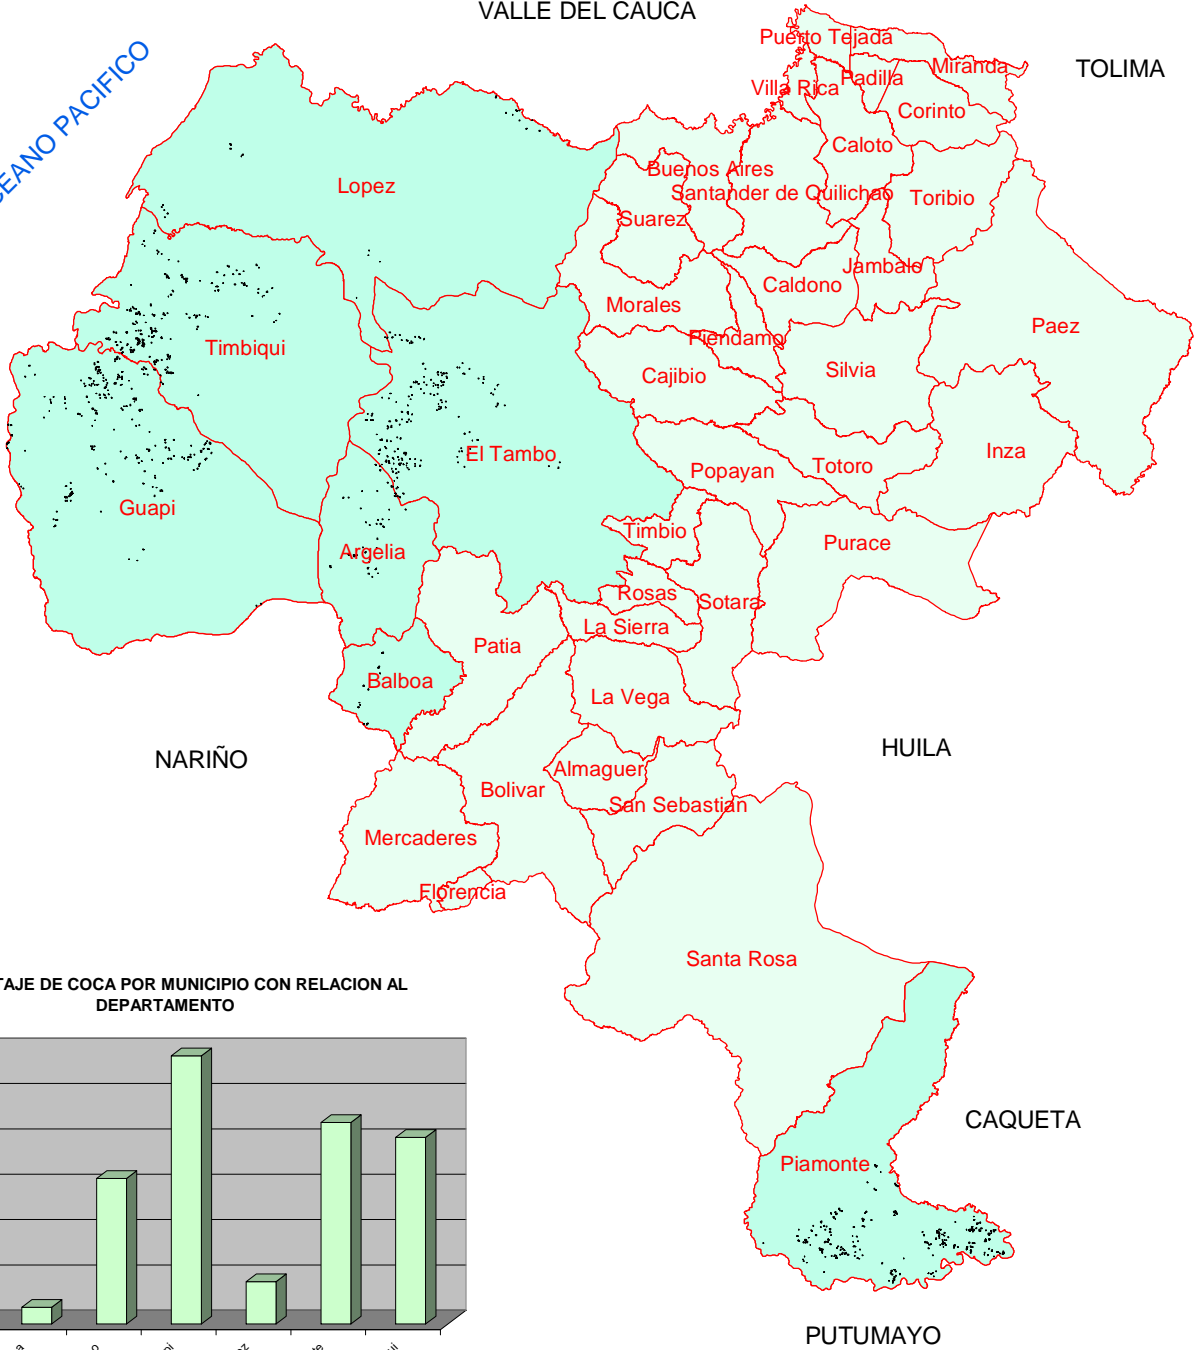 VALLE DEL CAUCA
Puerto Tejada
TOLIMA
Miranda
Padilla
Villa Rica
Corinto
Caloto
Buenos Aires
Lopez
Santander de Quilichao
Toribio
Suarez
Jambalo
Caldono
Morales
Paez
Piendamo
Timbiqui
Silvia
Cajibio
Inza
El Tambo
Totoro
Popayan
Guapi
Timbio
Purace
Argelia
Rosas
Sotara
La Sierra
Patia
Balboa
La Vega
HUILA
NARIÑO
Almaguer
Bolivar
San Sebastian
Mercaderes
Florencia
Santa Rosa
DE COCA POR MUNICIPIO CON RELACION AL
DEPARTAMENTO
CAQUETA
Piamonte
PUTUMAYO
PACIFICO